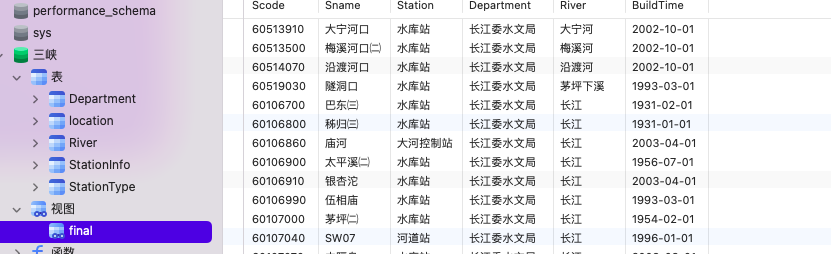 performance_schema
sys
三峡
表
Department
location
River
StationInfo
StationType
视图
final
函数
Scode Sname Station Department River BuildTime
60513910 大宁河口 水库站 长江委水文局 大宁河 2002-10-01
60513500 梅溪河口㈡ 水库站 长江委水文局 梅溪河 2002-10-01
60514070 沿渡河口 水库站 长江委水文局 沿渡河 2002-10-01
60519030 隧洞口 水库站 长江委水文局 茅坪下溪 1993-03-01
60106700 巴东㈢ 水库站 长江委水文局 长江 1931-02-01
60106800 秭归㈢ 水库站 长江委水文局 长江 1931-01-01
60106860 庙河 大河控制站 长江委水文局 长江 2003-04-01
60106900 太平溪㈡ 水库站 长江委水文局 长江 1956-07-01
60106910 银杏沱 水库站 长江委水文局 长江 2003-04-01
60106990 伍相庙 水库站 长江委水文局 长江 1993-03-01
60107000 茅坪㈡ 水库站 长江委水文局 长江 1954-02-01
60107040 SW07 河道站 长江委水文局 长江 1996-01-01